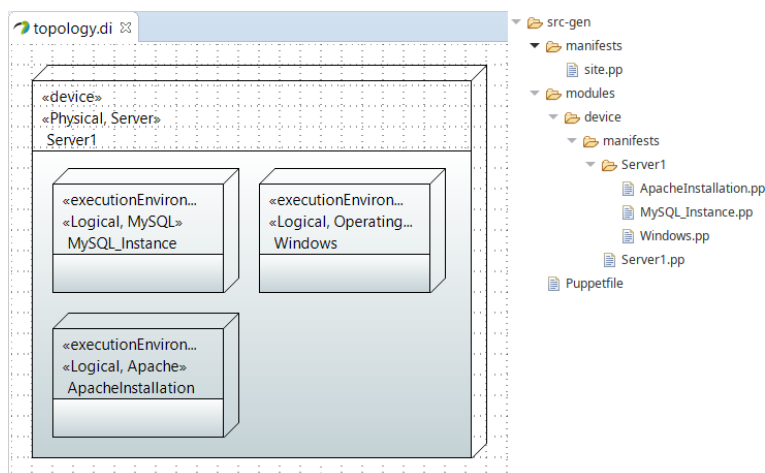 topology.di
«device»
«Physical, Server»
Server1
«executionEnviron...
«Logical, MySQL»
MySQL_Instance
«executionEnviron...
«Logical, Operating...
Windows
«executionEnviron...
«Logical, Apache»
ApacheInstallation
src-gen
manifests
site.pp
modules
device
manifests
Server1
ApacheInstallation.pp
MySQL_Instance.pp
Windows.pp
Server1.pp
Puppetfile